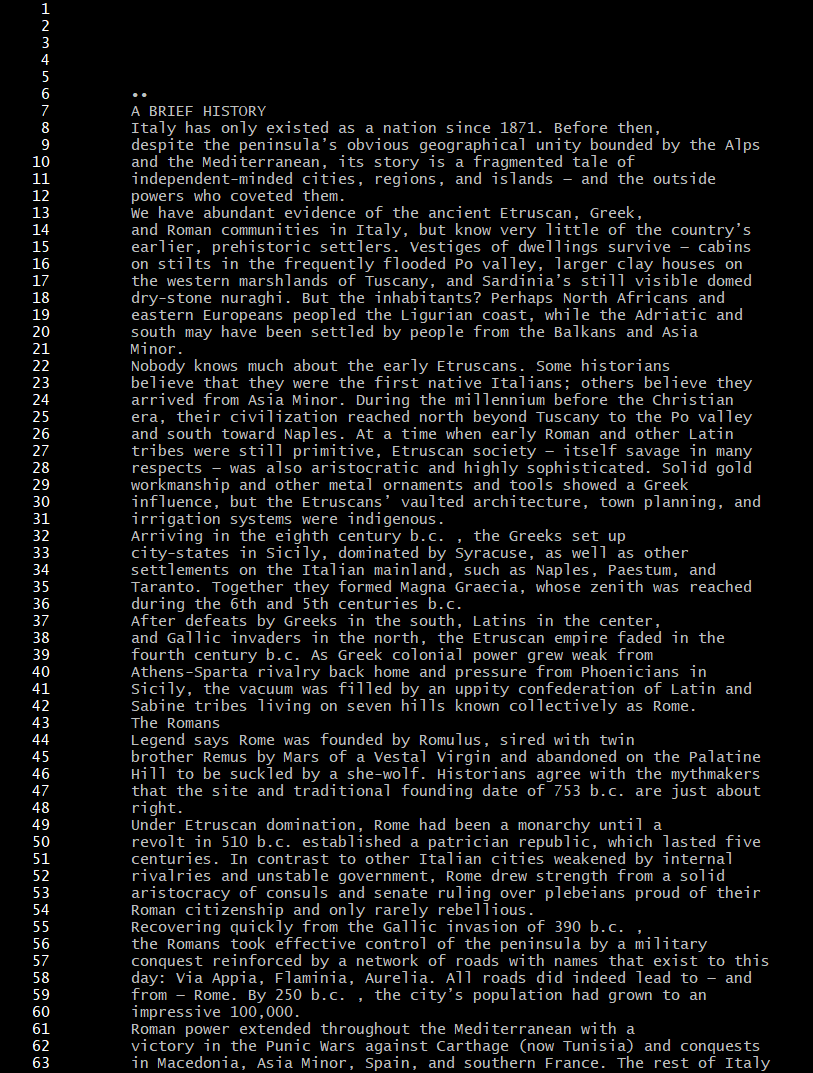 1
2
3
4
5
6 ••
7 A BRIEF HISTORY
8 Italy has only existed as a nation since 1871. Before then,
9 despite the peninsula’s obvious geographical unity bounded by the Alps
10 and the Mediterranean, its story is a fragmented tale of
11 independent-minded cities, regions, and islands — and the outside
12 powers who coveted them.
13 We have abundant evidence of the ancient Etruscan, Greek,
14 and Roman communities in Italy, but know very little of the country’s
15 earlier, prehistoric settlers. Vestiges of dwellings survive — cabins
16 on stilts in the frequently flooded Po valley, larger clay houses on
17 the western marshlands of Tuscany, and Sardinia’s still visible domed
18 dry-stone nuraghi. But the inhabitants? Perhaps North Africans and
19 eastern Europeans peopled the Ligurian coast, while the Adriatic and
20 south may have been settled by people from the Balkans and Asia
21 Minor.
22 Nobody knows much about the early Etruscans. Some historians
23 believe that they were the first native Italians; others believe they
24 arrived from Asia Minor. During the millennium before the Christian
25 era, their civilization reached north beyond Tuscany to the Po valley
26 and south toward Naples. At a time when early Roman and other Latin
27 tribes were still primitive, Etruscan society — itself savage in many
28 respects — was also aristocratic and highly sophisticated. Solid gold
29 workmanship and other metal ornaments and tools showed a Greek
30 influence, but the Etruscans’ vaulted architecture, town planning, and
31 irrigation systems were indigenous.
32 Arriving in the eighth century b.c. , the Greeks set up
33 city-states in Sicily, dominated by Syracuse, as well as other
34 settlements on the Italian mainland, such as Naples, Paestum, and
35 Taranto. Together they formed Magna Graecia, whose zenith was reached
36 during the 6th and 5th centuries b.c.
37 After defeats by Greeks in the south, Latins in the center,
38 and Gallic invaders in the north, the Etruscan empire faded in the
39 fourth century b.c. As Greek colonial power grew weak from
40 Athens-Sparta rivalry back home and pressure from Phoenicians in
41 Sicily, the vacuum was filled by an uppity confederation of Latin and
42 Sabine tribes living on seven hills known collectively as Rome.
43 The Romans
44 Legend says Rome was founded by Romulus, sired with twin
45 brother Remus by Mars of a Vestal Virgin and abandoned on the Palatine
46 Hill to be suckled by a she-wolf. Historians agree with the mythmakers
47 that the site and traditional founding date of 753 b.c. are just about
48 right.
49 Under Etruscan domination, Rome had been a monarchy until a
50 revolt in 510 b.c. established a patrician republic, which lasted five
51 centuries. In contrast to other Italian cities weakened by internal
52 rivalries and unstable government, Rome drew strength from a solid
53 aristocracy of consuls and senate ruling over plebeians proud of their
54 Roman citizenship and only rarely rebellious.
55 Recovering quickly from the Gallic invasion of 390 b.c. ,
56 the Romans took effective control of the peninsula by a military
57 conquest reinforced by a network of roads with names that exist to this
58 day: Via Appia, Flaminia, Aurelia. All roads did indeed lead to — and
59 from — Rome. By 250 b.c. , the city’s population had grown to an
60 impressive 100,000.
61 Roman power extended throughout the Mediterranean with a
62 victory in the Punic Wars against Carthage (now Tunisia) and conquests
63 in Macedonia, Asia Minor, Spain, and southern France. The rest of Italy